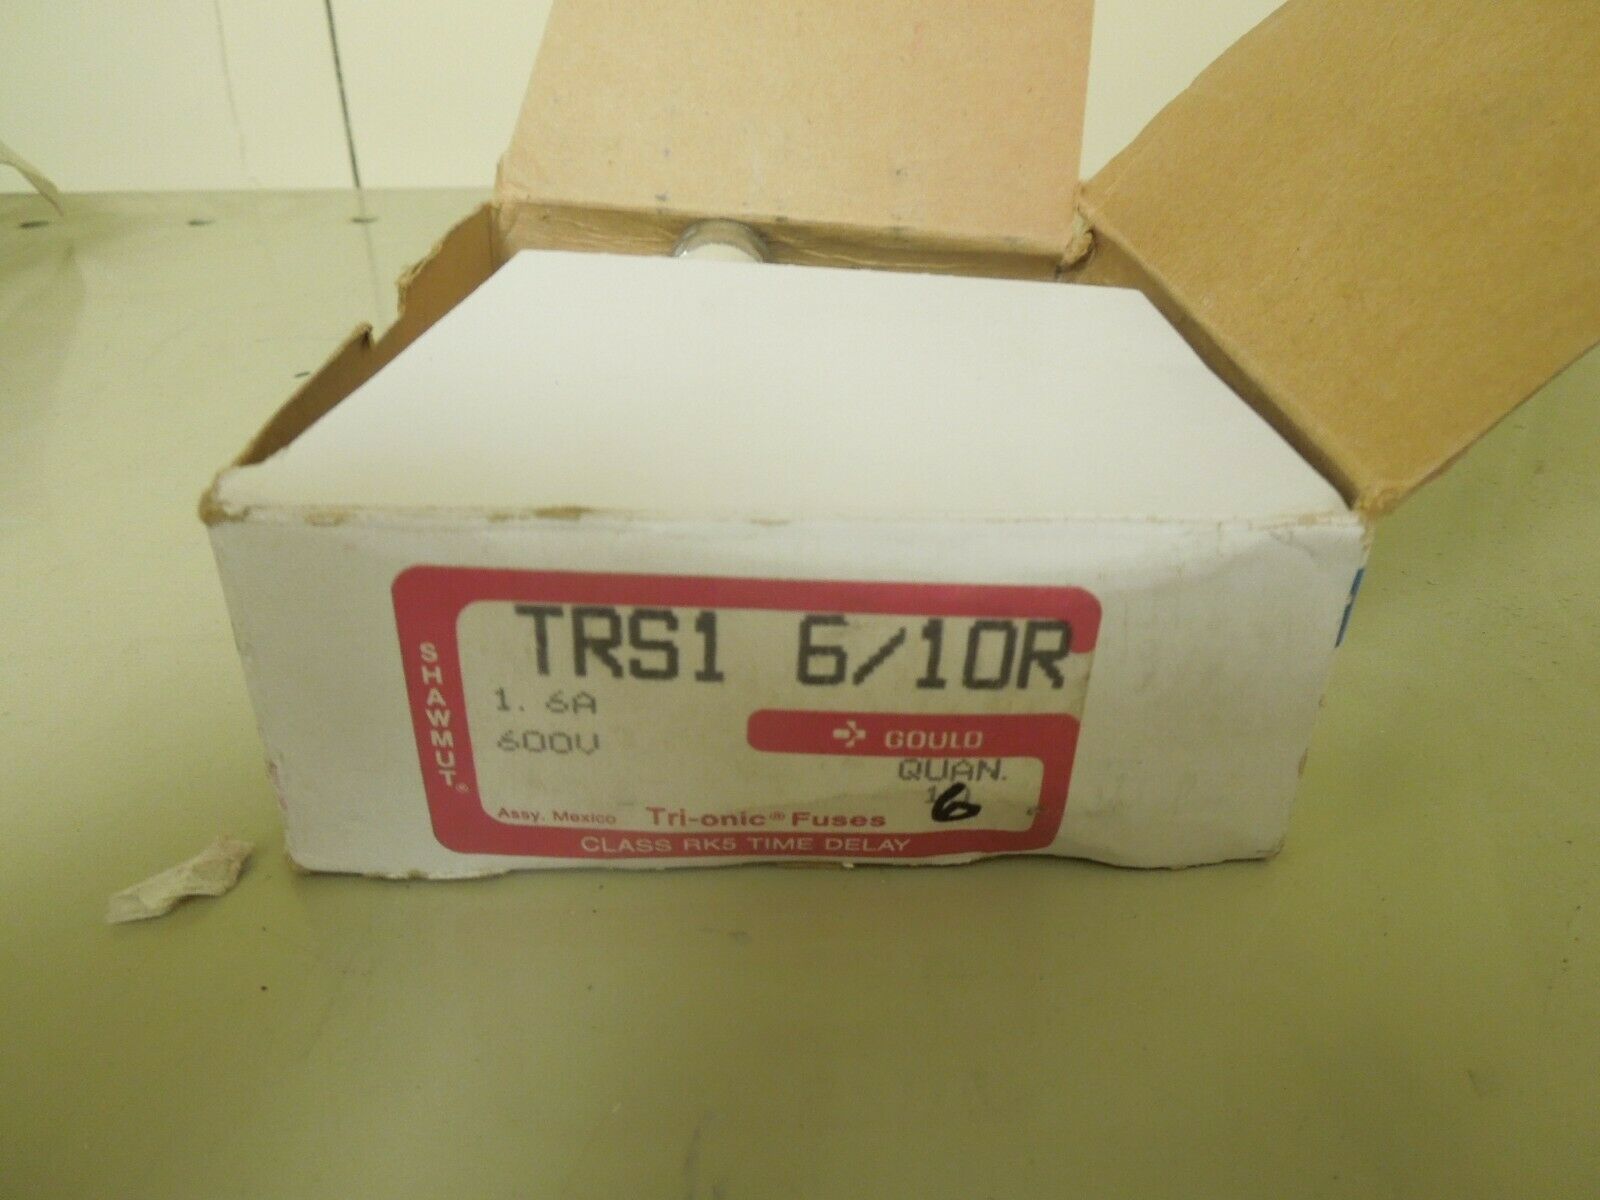 TRS1 6/10R
SHAWMUT®
1.6A
600V
GOULD
QUAN.
6
Assy. Mexico Tri-onic® Fuses
CLASS RK5 TIME DELAY